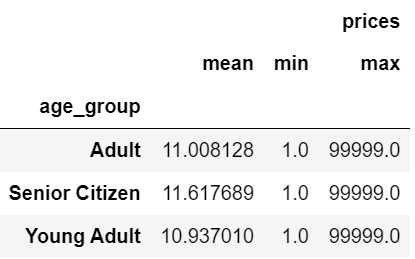 prices
mean min max
age_group
Adult 11.008128 1.0 99999.0
Senior Citizen 11.617689 1.0 99999.0
Young Adult 10.937010 1.0 99999.0